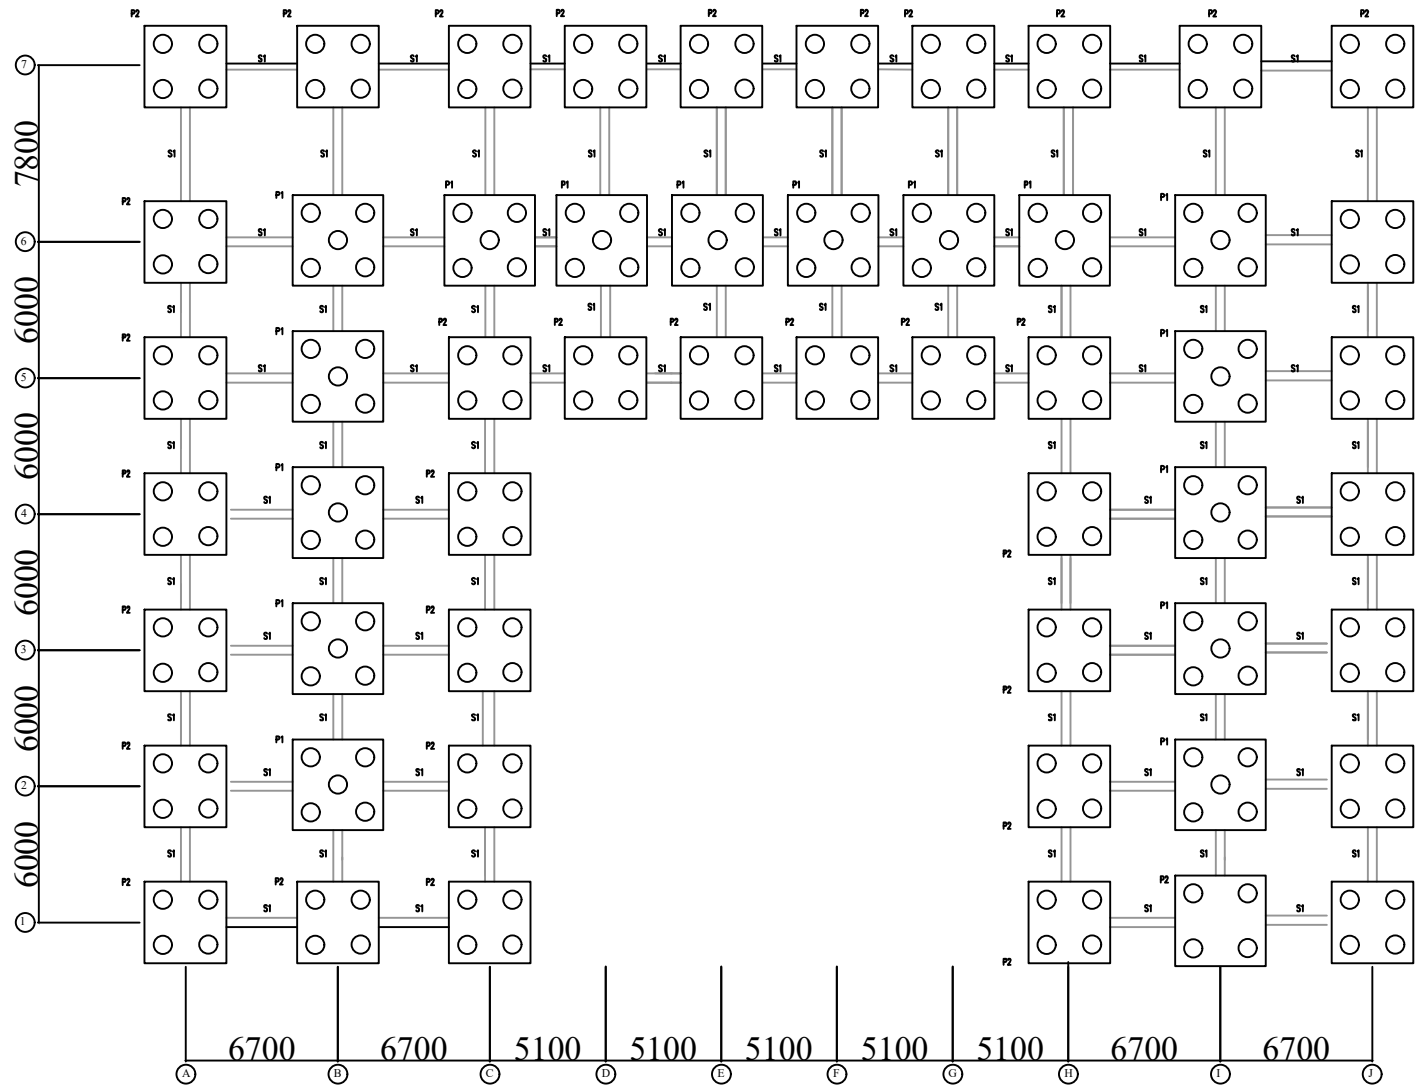 P2 P2 P2 P2 P2 P2 P2 P2 P2 P2
7 S1 S1 S1 S1 S1 S1 S1 S1 S1
7800 S1 S1 S1 S1 S1 S1 S1 S1 S1 S1
P2 P1 P1 P1 P1 P1 P1 P1 P1
6 S1 S1 S1 S1 S1 S1 S1 S1 S1
6000 S1 S1 S1 S1 S1 S1 S1 S1 S1 S1
P2 P1 P2 P2 P2 P2 P2 P2 P1
5 S1 S1 S1 S1 S1 S1 S1 S1 S1
6000 S1 S1 S1 S1 S1 S1
P2 P1 P2 P1
S1 S1 S1 S1
4
P2
6000 S1 S1 S1 S1 S1 S1
P2 P1 P2 P1
S1 S1 S1 S1
3
P2
6000 S1 S1 S1 S1 S1 S1
P2 P1 P2 P1
S1 S1 S1 S1
2
P2
6000 S1 S1 S1 S1 S1 S1
P2 P2 P2 P2
S1 S1 S1 S1
1
P2
6700 6700 5100 5100 5100 5100 5100 6700 6700
A B C D E F G H I J